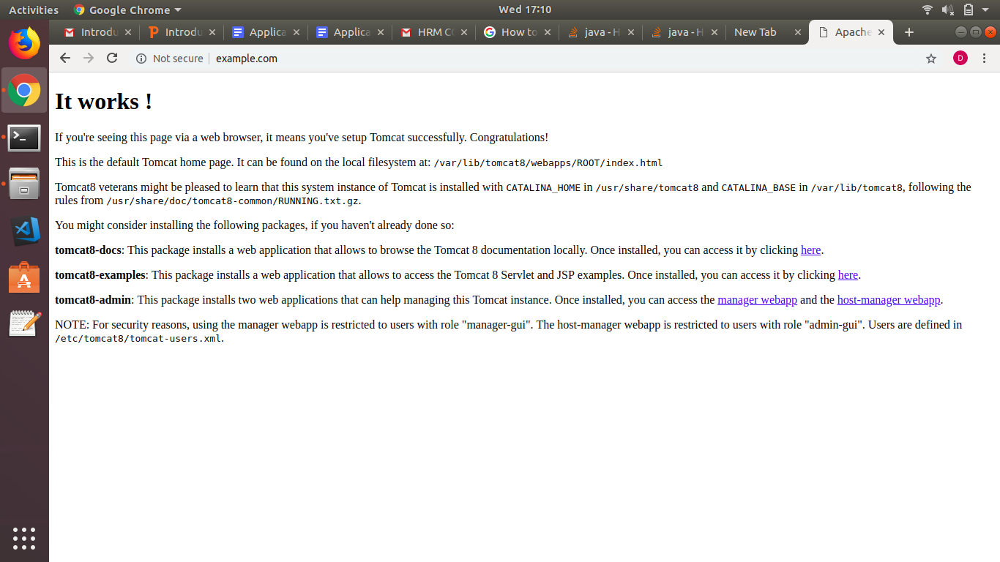 Activities
Google Chrome
Wed 17:10
Introdu
Introdu
Applica
Applica
HRM CO
How to
java - H
java - H
New Tab
Apache
Not secure
example.com
D
It works !
If you're seeing this page via a web browser, it means you've setup Tomcat successfully. Congratulations!
This is the default Tomcat home page. It can be found on the local filesystem at: /var/lib/tomcat8/webapps/ROOT/index.html
Tomcat8 veterans might be pleased to learn that this system instance of Tomcat is installed with CATALINA_HOME in /usr/share/tomcat8 and CATALINA_BASE in /var/lib/tomcat8, following the
rules from /usr/share/doc/tomcat8-common/RUNNING.txt.gz.
You might consider installing the following packages, if you haven't already done so:
tomcat8-docs: This package installs a web application that allows to browse the Tomcat 8 documentation locally. Once installed, you can access it by clicking here.
tomcat8-examples: This package installs a web application that allows to access the Tomcat 8 Servlet and JSP examples. Once installed, you can access it by clicking here.
tomcat8-admin: This package installs two web applications that can help managing this Tomcat instance. Once installed, you can access the manager webapp and the host-manager webapp.
NOTE: For security reasons, using the manager webapp is restricted to users with role "manager-gui". The host-manager webapp is restricted to users with role "admin-gui". Users are defined in
/etc/tomcat8/tomcat-users.xml.